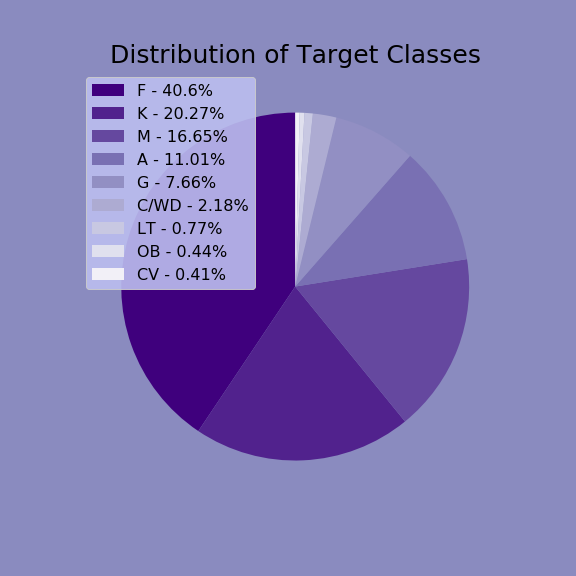 Distribution of Target Classes
F - 40.6%
K - 20.27%
M - 16.65%
A - 11.01%
G - 7.66%
C/WD - 2.18%
LT - 0.77%
OB - 0.44%
CV - 0.41%